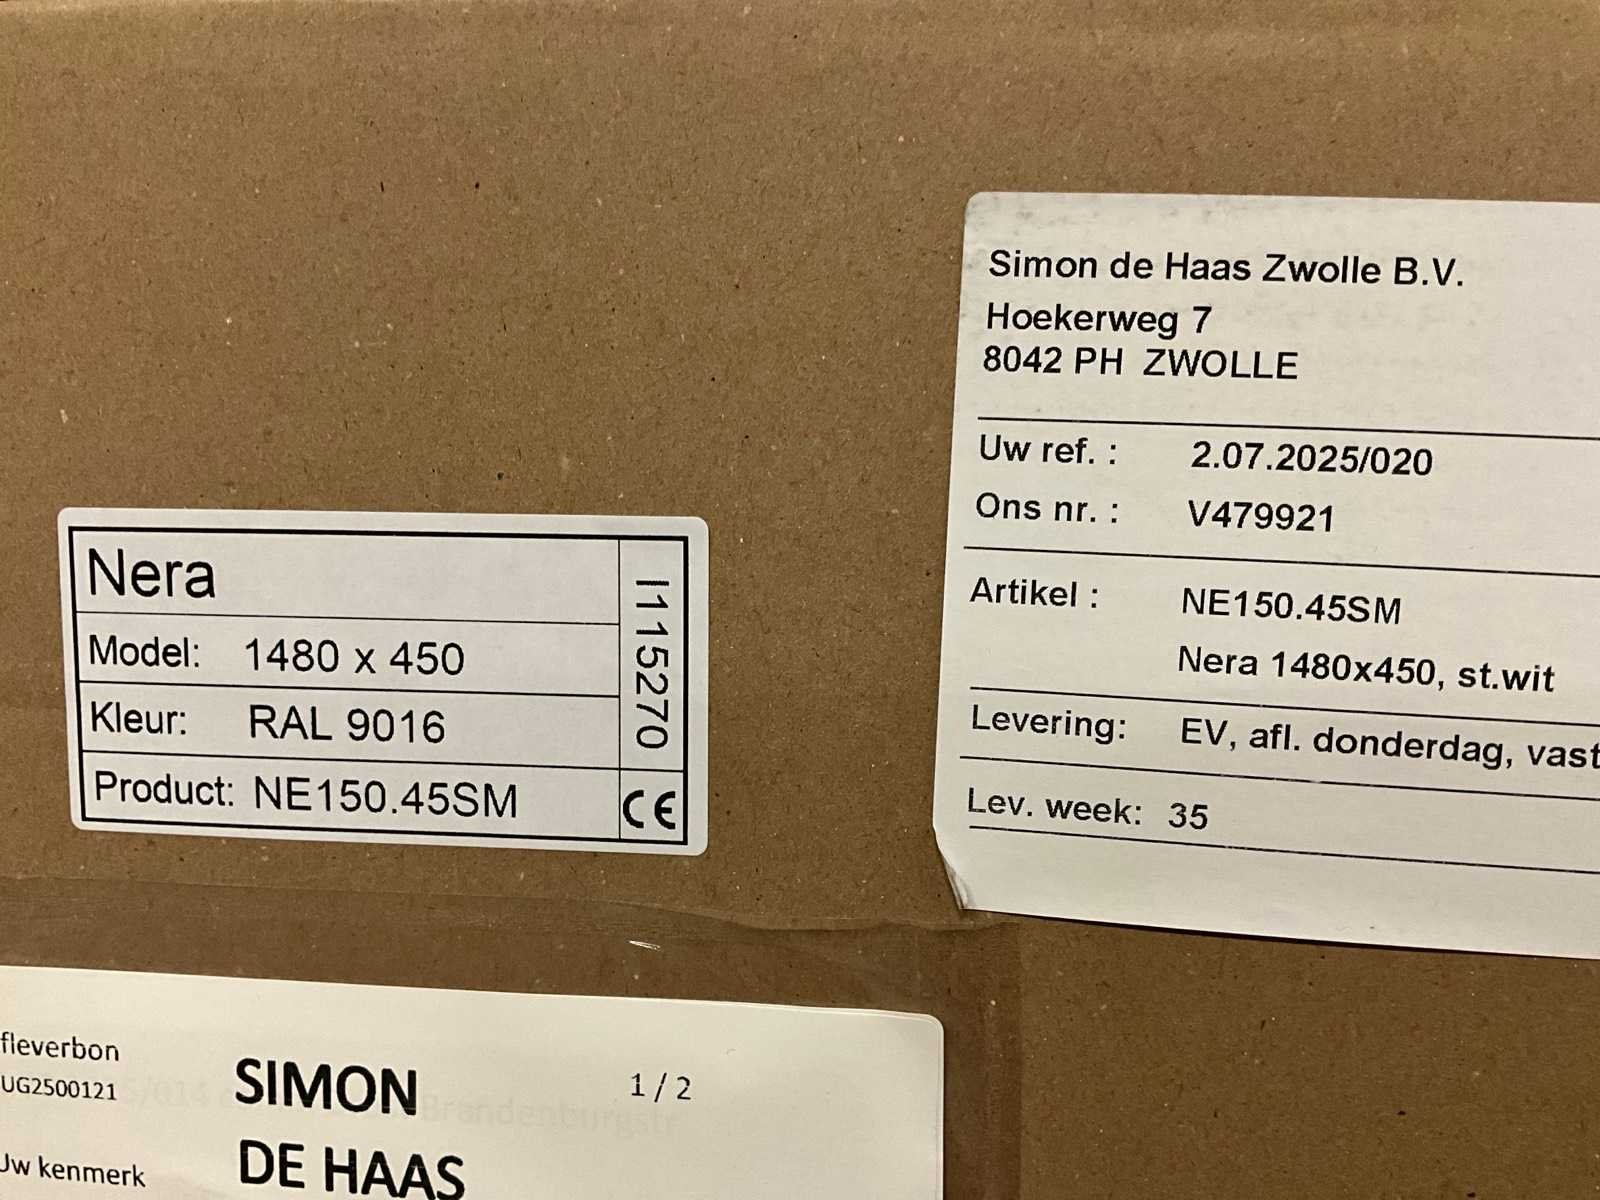 Simon de Haas Zwolle B.V.
Hoekerweg 7
8042 PH ZWOLLE
Uw ref. : 2.07.2025/020
Ons nr. : V479921
Artikel : NE150.45SM
Nera 1480x450, st.wit
Levering: EV, afl. donderdag, vast
Lev. week: 35
Nera
Model: 1480 x 450
Kleur: RAL 9016
Product: NE150.45SM
I115270
CE
fleverbon
UG2500121
SIMON
DE HAAS
1 / 2
Uw kenmerk